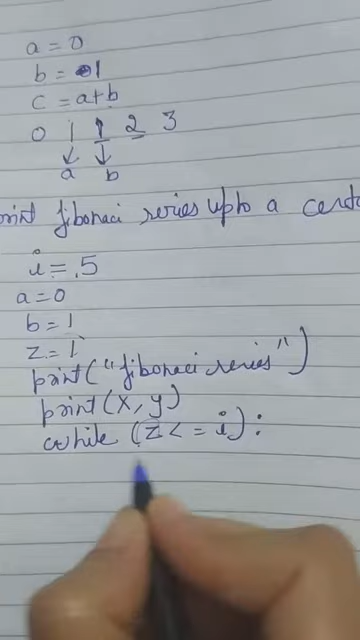 a = 0
b = 1
c = a+b
0 1 1 2 3
a b
print fibonaci series upto a
i = 5
a = 0
b = 1
z = 1
print("fibonaci series")
print(x, y)
while (z < = i) :